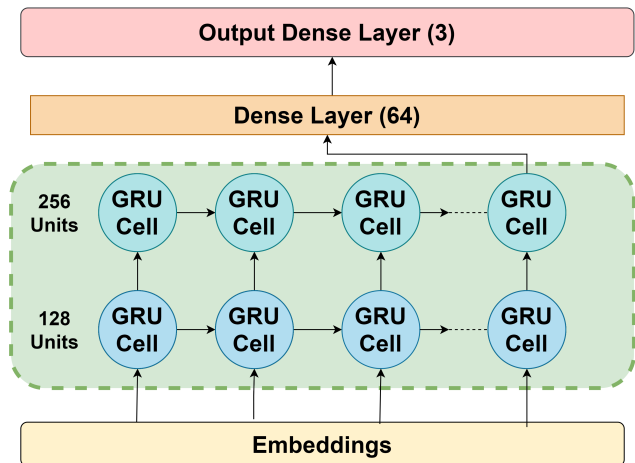 Output Dense Layer (3)
Dense Layer (64)
256
Units
GRU
Cell
GRU
Cell
GRU
Cell
GRU
Cell
128
Units
GRU
Cell
GRU
Cell
GRU
Cell
GRU
Cell
Embeddings